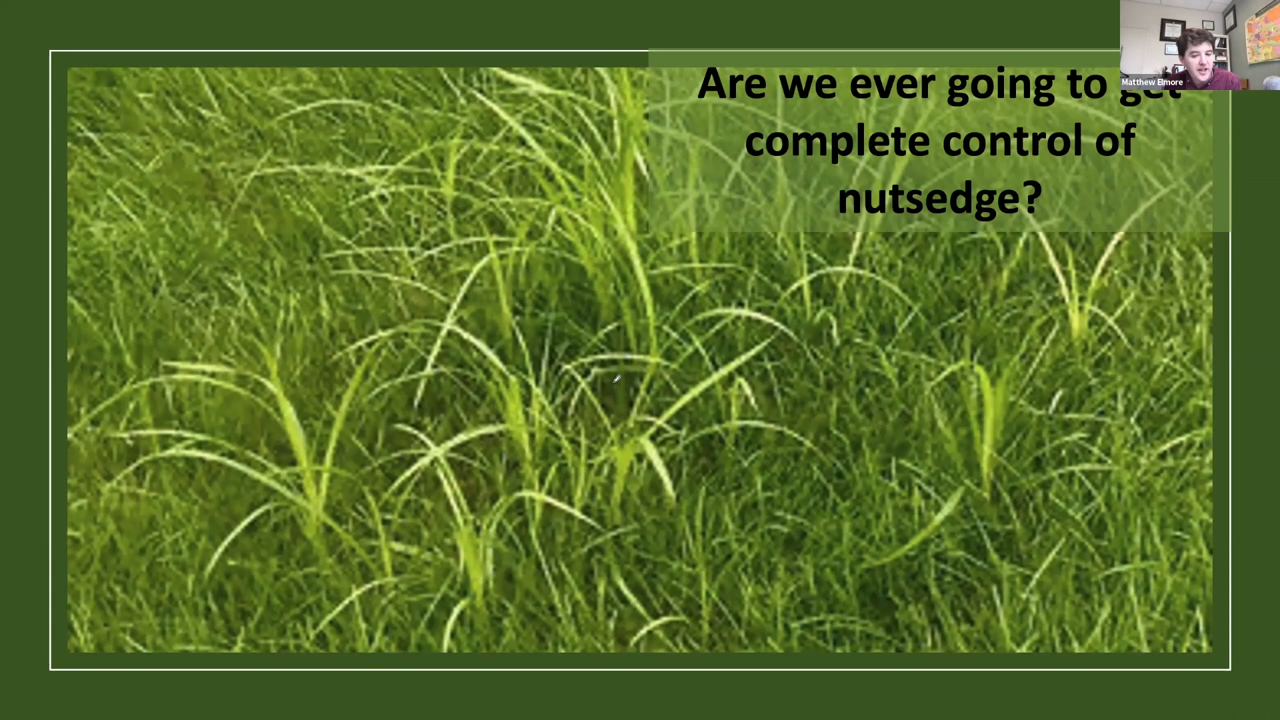 Are we ever going to get
complete control of
nutsedge?
Matthew Elmore